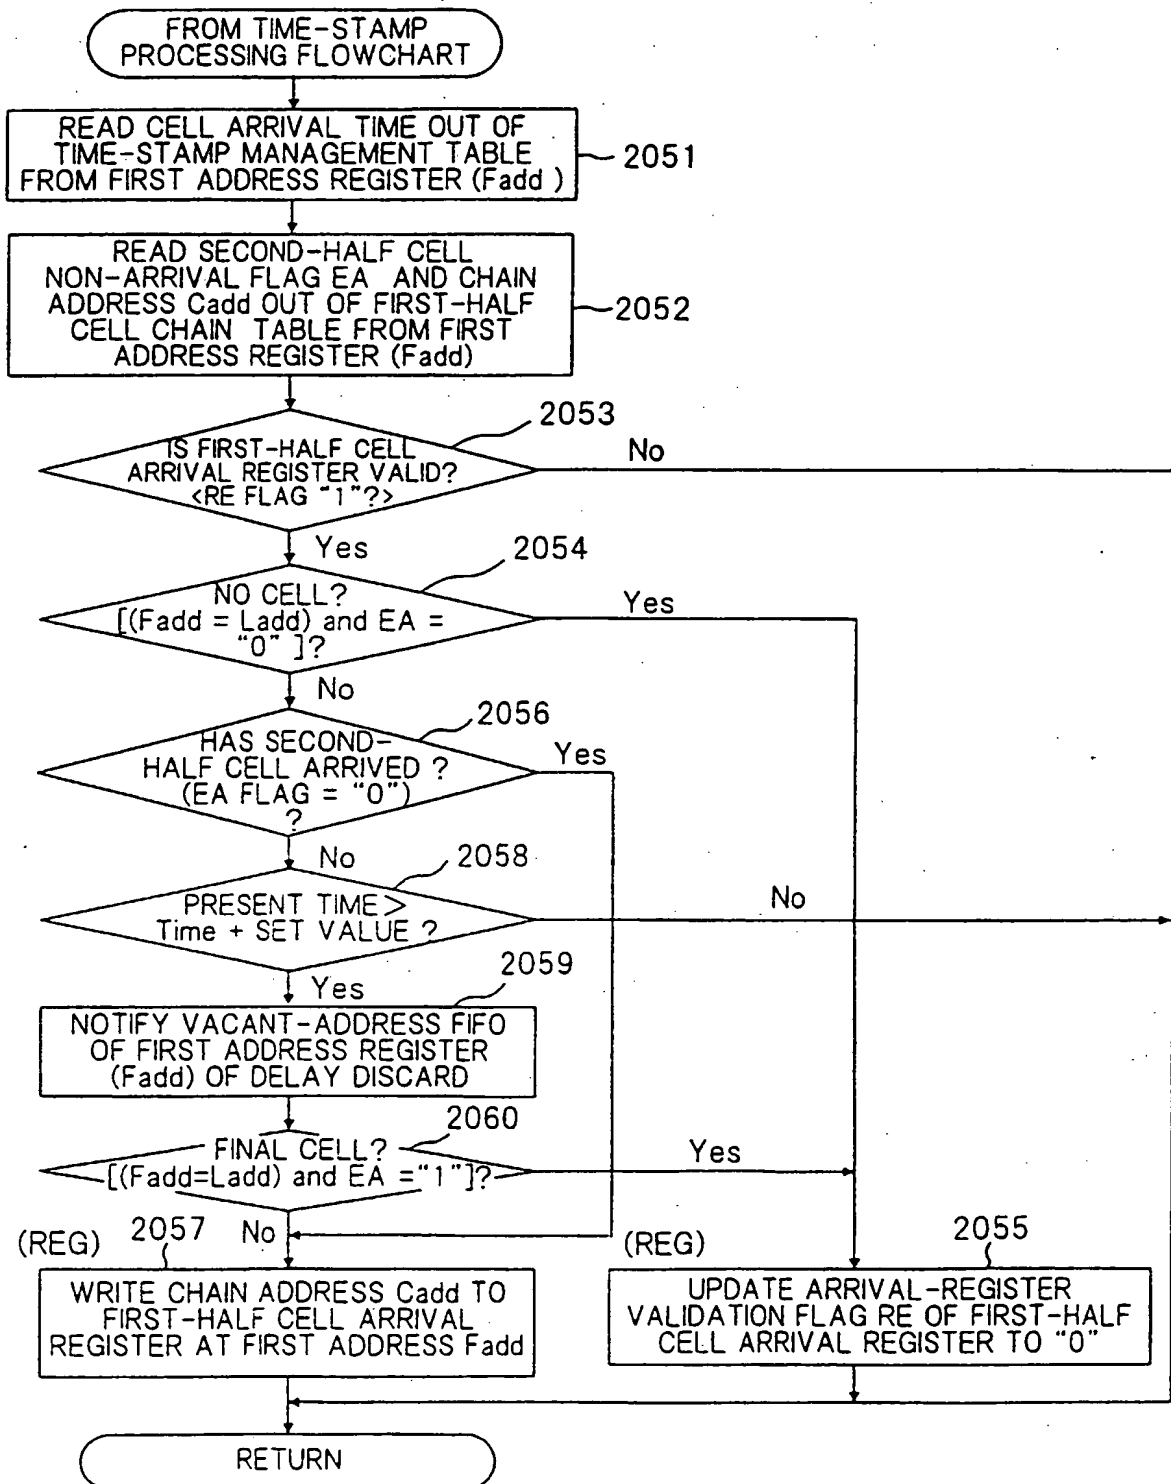 FROM TIME-STAMP
PROCESSING FLOWCHART
READ CELL ARRIVAL TIME OUT OF
TIME-STAMP MANAGEMENT TABLE
FROM FIRST ADDRESS REGISTER (Fadd )
2051
READ SECOND-HALF CELL
NON-ARRIVAL FLAG EA AND CHAIN
ADDRESS Cadd OUT OF FIRST-HALF
CELL CHAIN TABLE FROM FIRST
ADDRESS REGISTER (Fadd)
2052
2053
IS FIRST-HALF CELL
ARRIVAL REGISTER VALID?
<RE FLAG "1"?>
No
Yes
2054
NO CELL?
[(Fadd = Ladd) and EA =
"0" ]?
Yes
No
2056
HAS SECOND-
HALF CELL ARRIVED ?
(EA FLAG = "0")
?
Yes
No
2058
PRESENT TIME >
Time + SET VALUE ?
No
Yes
2059
NOTIFY VACANT-ADDRESS FIFO
OF FIRST ADDRESS REGISTER
(Fadd) OF DELAY DISCARD
2060
FINAL CELL?
[(Fadd=Ladd) and EA ="1"]?
Yes
No
(REG)
2057
WRITE CHAIN ADDRESS Cadd TO
FIRST-HALF CELL ARRIVAL
REGISTER AT FIRST ADDRESS Fadd
(REG)
2055
UPDATE ARRIVAL-REGISTER
VALIDATION FLAG RE OF FIRST-HALF
CELL ARRIVAL REGISTER TO "0"
RETURN